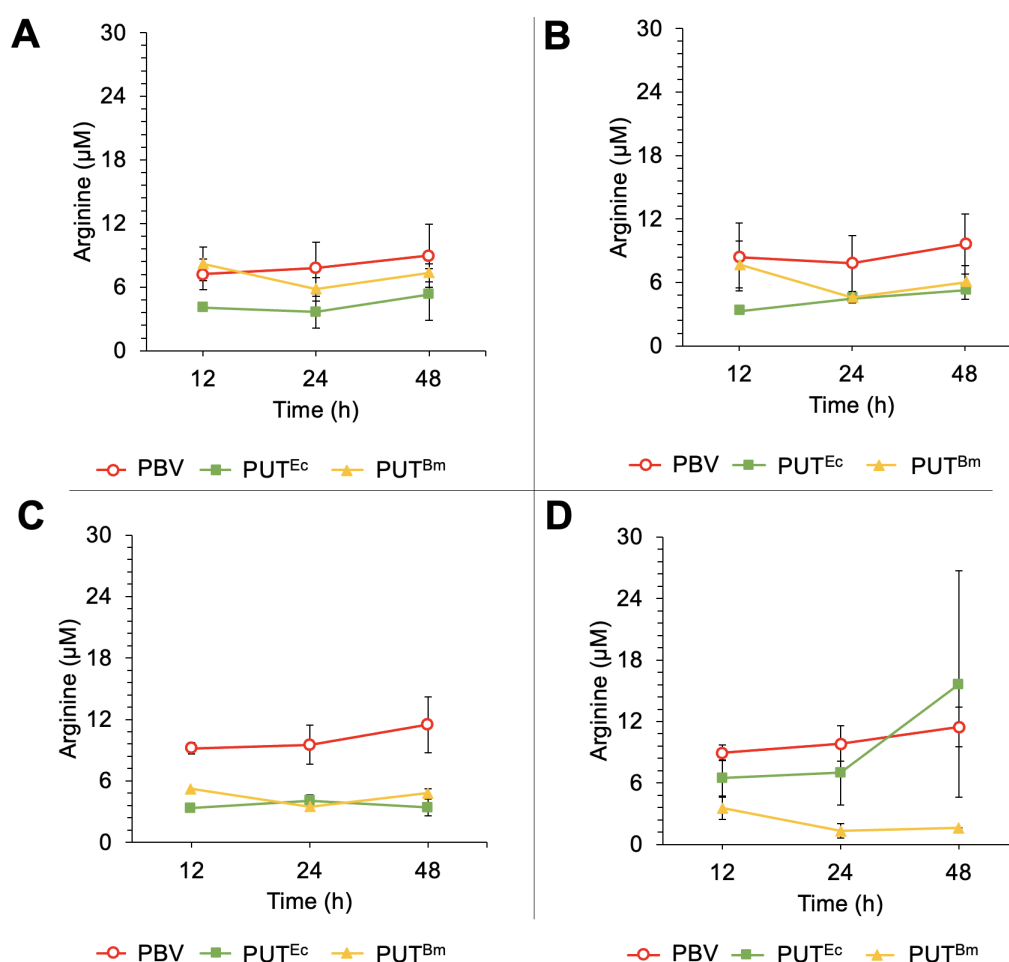 A
Arginine (µM)
30
24
18
12
6
0
12 24 48
Time (h)
PBV PUTEc PUTBm
B
Arginine (µM)
30
24
18
12
6
0
12 24 48
Time (h)
PBV PUTEc PUTBm
C
Arginine (µM)
30
24
18
12
6
0
12 24 48
Time (h)
PBV PUTEc PUTBm
D
Arginine (µM)
30
24
18
12
6
0
12 24 48
Time (h)
PBV PUTEc PUTBm